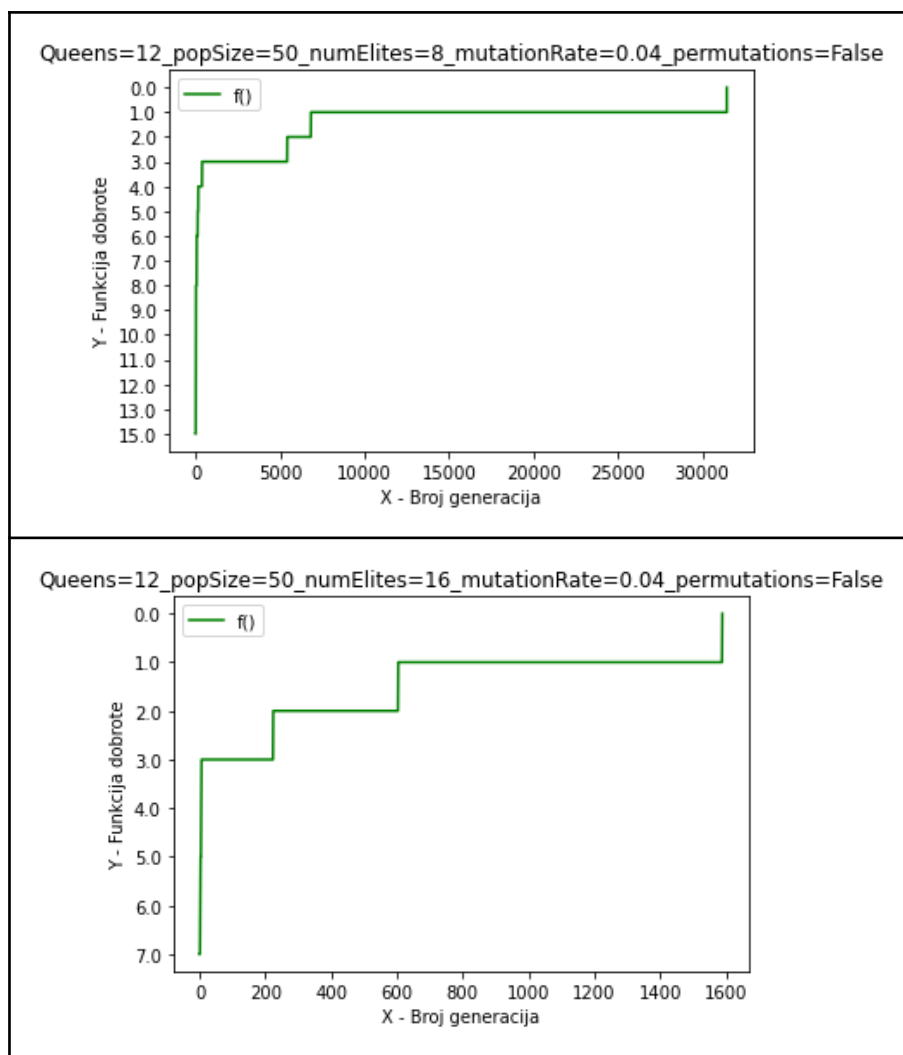 Queens=12_popSize=50_numElites=8_mutationRate=0.04_permutations=False
f()
Y - Funkcija dobrote
0.0
1.0
2.0
3.0
4.0
5.0
6.0
7.0
8.0
9.0
10.0
11.0
12.0
13.0
14.0
15.0
0 5000 10000 15000 20000 25000 30000
X - Broj generacija
Queens=12_popSize=50_numElites=16_mutationRate=0.04_permutations=False
f()
Y - Funkcija dobrote
0.0
1.0
2.0
3.0
4.0
5.0
6.0
7.0
0 200 400 600 800 1000 1200 1400 1600
X - Broj generacija